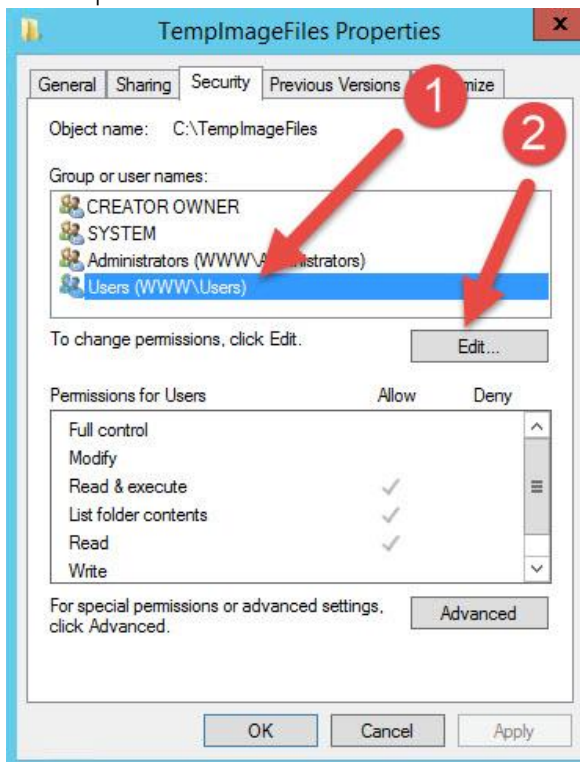 TempImageFiles Properties
x
General Sharing Security Previous Versions
1
2
Object name: C:\TempImageFiles
Group or user names:
CREATOR OWNER
SYSTEM
Administrators (WWW\Administrators)
Users (WWW\Users)
To change permissions, click Edit.
Edit...
Permissions for Users Allow Deny
Full control
Modify
Read & execute
List folder contents
Read
Write
For special permissions or advanced settings,
click Advanced.
Advanced
OK Cancel Apply